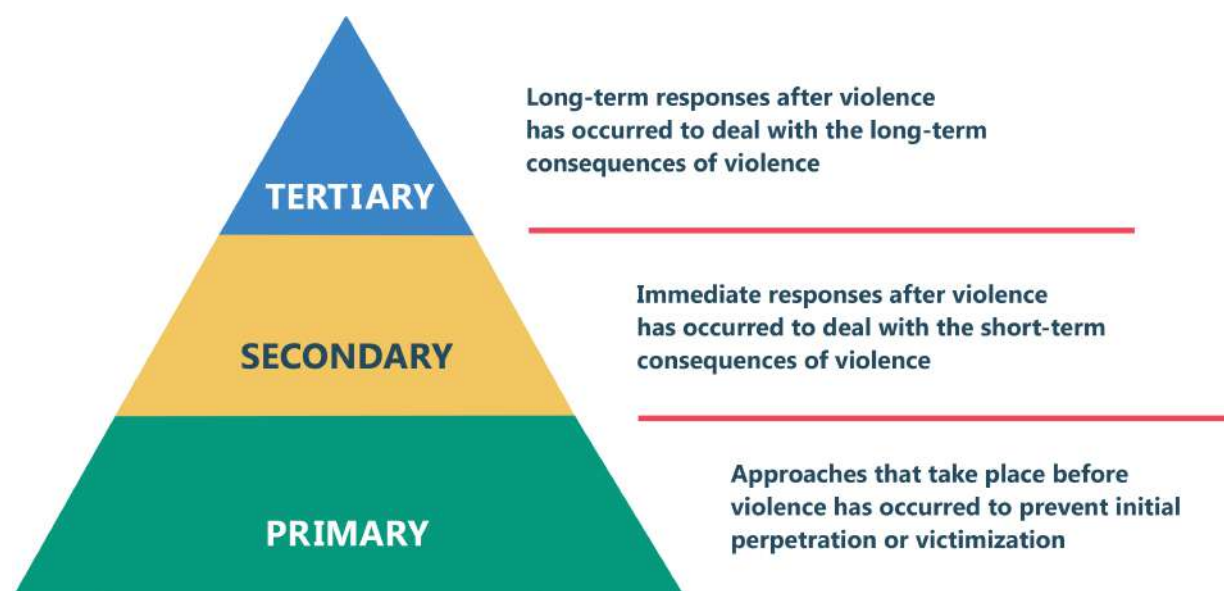 Long-term responses after violence
has occurred to deal with the long-term
consequences of violence
TERTIARY
Immediate responses after violence
has occurred to deal with the short-term
consequences of violence
SECONDARY
Approaches that take place before
violence has occurred to prevent initial
perpetration or victimization
PRIMARY